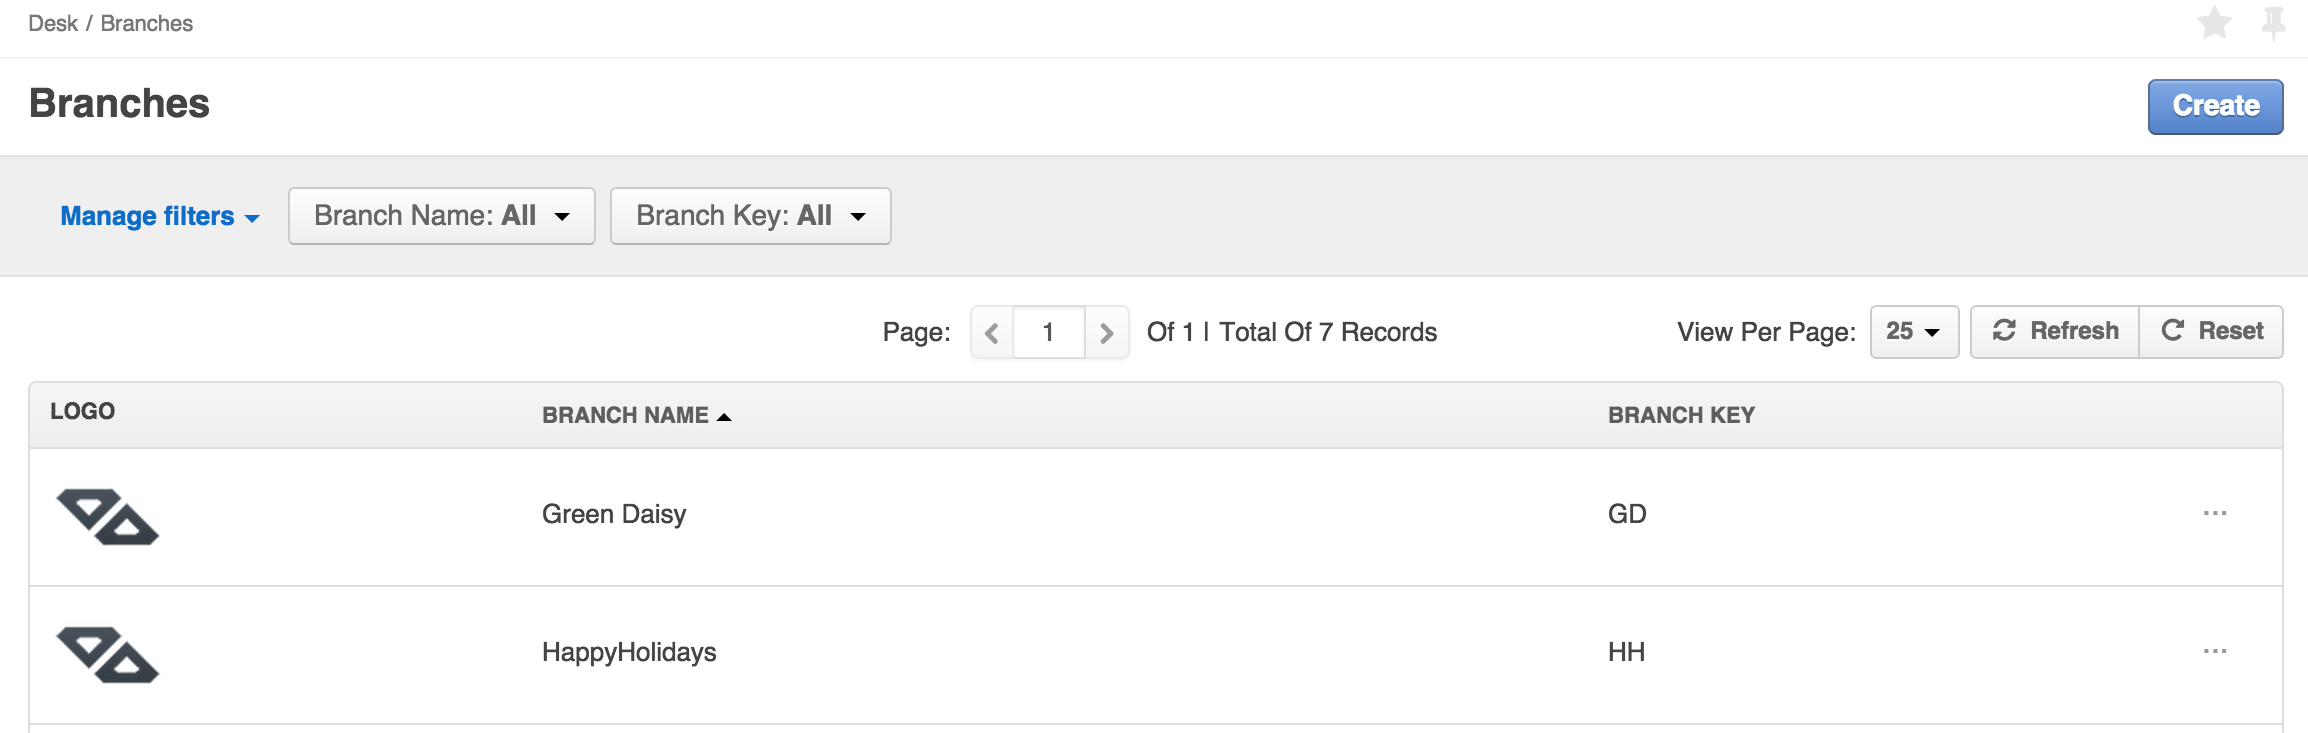 Desk / Branches
Branches
Create
Manage filters
Branch Name: All
Branch Key: All
Page: 1 Of 1 | Total Of 7 Records
View Per Page: 25
Refresh
Reset
LOGO BRANCH NAME BRANCH KEY
Green Daisy GD ...
HappyHolidays HH ...